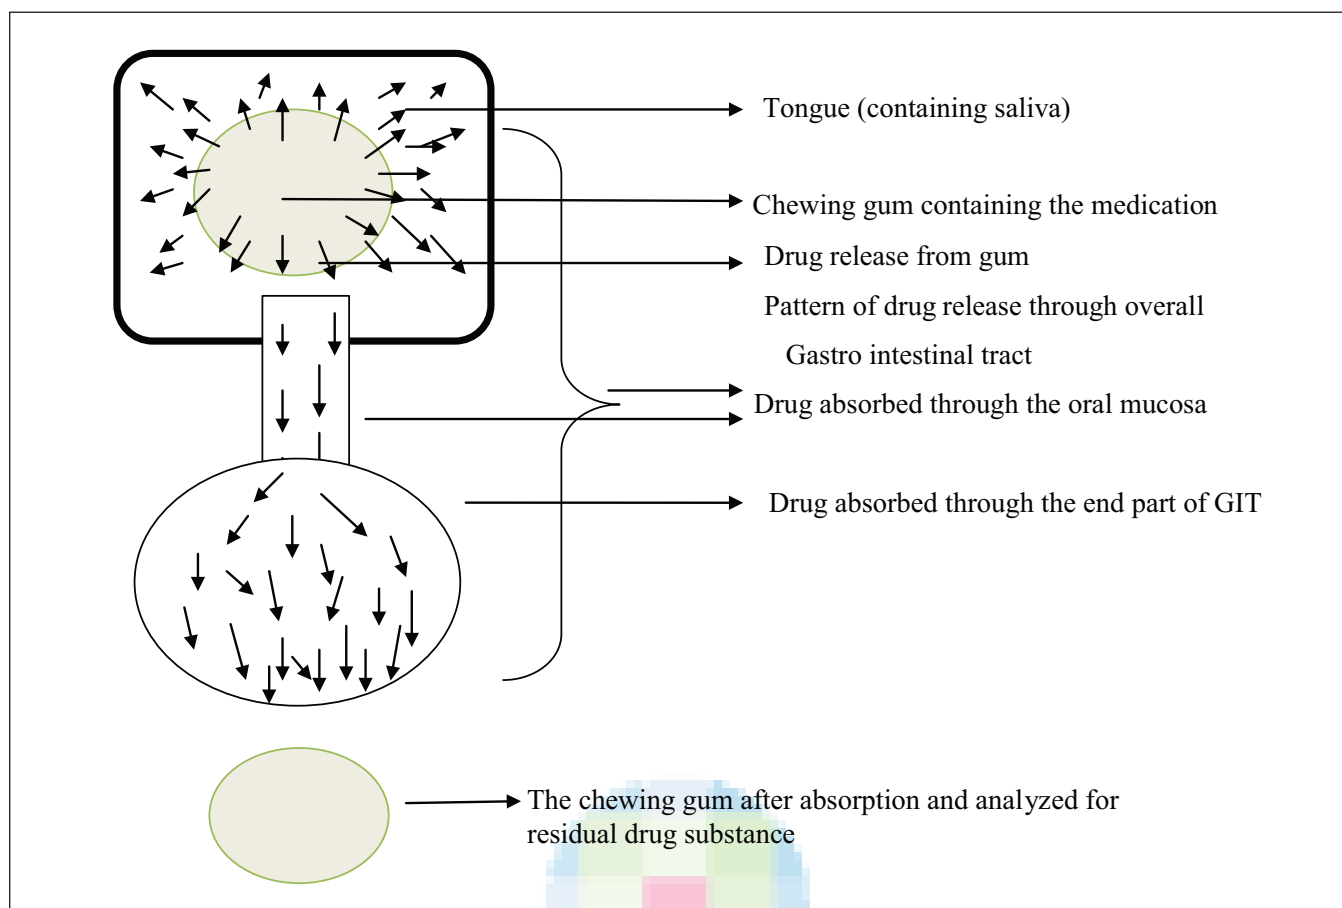 Tongue (containing saliva)
Chewing gum containing the medication
Drug release from gum
Pattern of drug release through overall
Gastro intestinal tract
Drug absorbed through the oral mucosa
Drug absorbed through the end part of GIT
The chewing gum after absorption and analyzed for
residual drug substance